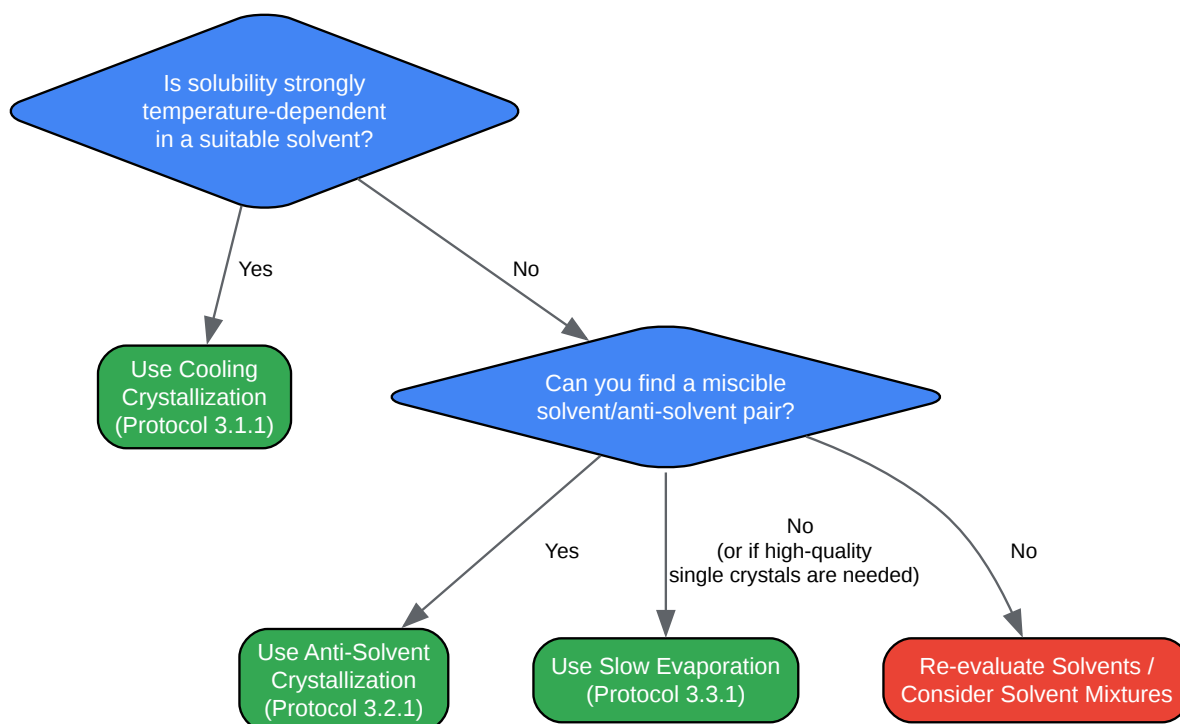 Is solubility strongly
temperature-dependent
in a suitable solvent?
Yes
No
Use Cooling
Crystallization
(Protocol 3.1.1)
Can you find a miscible
solvent/anti-solvent pair?
Yes
No
(or if high-quality
single crystals are needed)
No
Use Anti-Solvent
Crystallization
(Protocol 3.2.1)
Use Slow Evaporation
(Protocol 3.3.1)
Re-evaluate Solvents /
Consider Solvent Mixtures